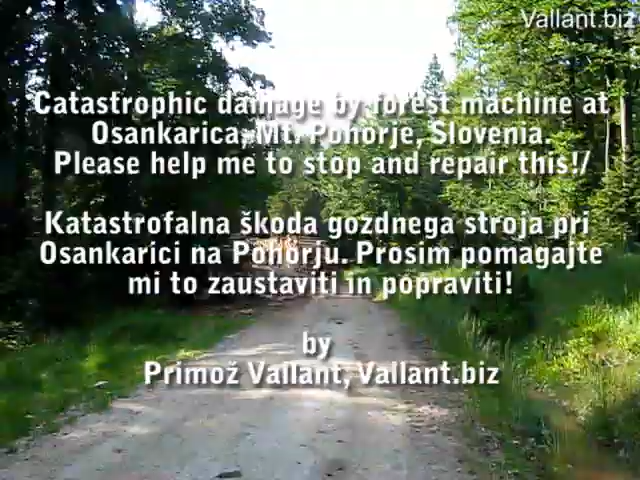 Vallant.biz
Catastrophic damage by forest machine at
Osankarica, Mt. Pohorje, Slovenia.
Please help me to stop and repair this!/
Katastrofalna škoda gozdnega stroja pri
Osankarici na Pohorju. Prosim pomagajte
mi to zaustaviti in popraviti!
by
Primož Vallant, Vallant.biz